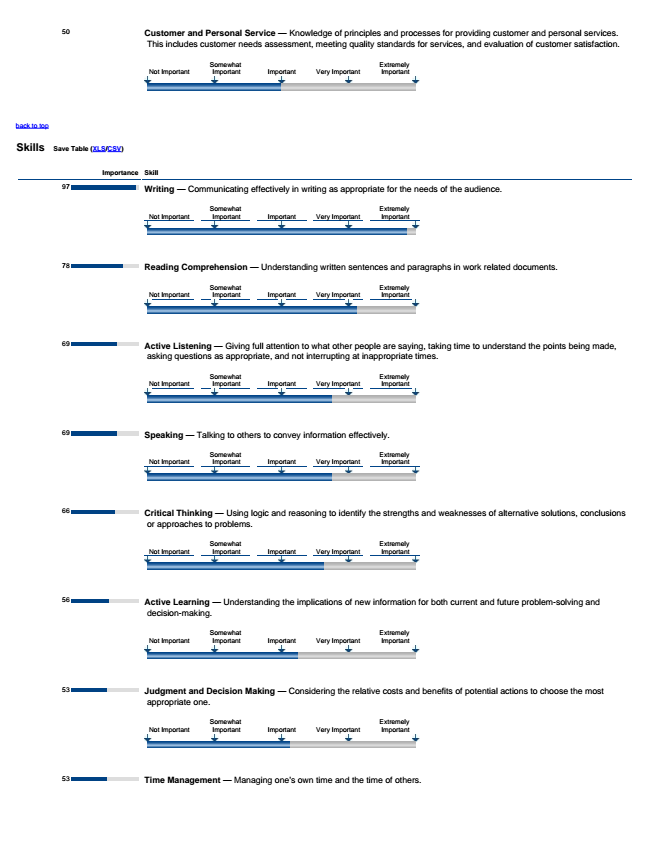 50
Customer and Personal Service — Knowledge of principles and processes for providing customer and personal services.
This includes customer needs assessment, meeting quality standards for services, and evaluation of customer satisfaction.
Not Important Somewhat Important Important Very Important Extremely Important
back to top
Skills Save Table (XLS/CSV)
Importance Skill
97 Writing — Communicating effectively in writing as appropriate for the needs of the audience.
Not Important Somewhat Important Important Very Important Extremely Important
78 Reading Comprehension — Understanding written sentences and paragraphs in work related documents.
Not Important Somewhat Important Important Very Important Extremely Important
69 Active Listening — Giving full attention to what other people are saying, taking time to understand the points being made,
asking questions as appropriate, and not interrupting at inappropriate times.
Not Important Somewhat Important Important Very Important Extremely Important
69 Speaking — Talking to others to convey information effectively.
Not Important Somewhat Important Important Very Important Extremely Important
66 Critical Thinking — Using logic and reasoning to identify the strengths and weaknesses of alternative solutions, conclusions
or approaches to problems.
Not Important Somewhat Important Important Very Important Extremely Important
56 Active Learning — Understanding the implications of new information for both current and future problem-solving and
decision-making.
Not Important Somewhat Important Important Very Important Extremely Important
53 Judgment and Decision Making — Considering the relative costs and benefits of potential actions to choose the most
appropriate one.
Not Important Somewhat Important Important Very Important Extremely Important
53 Time Management — Managing one's own time and the time of others.